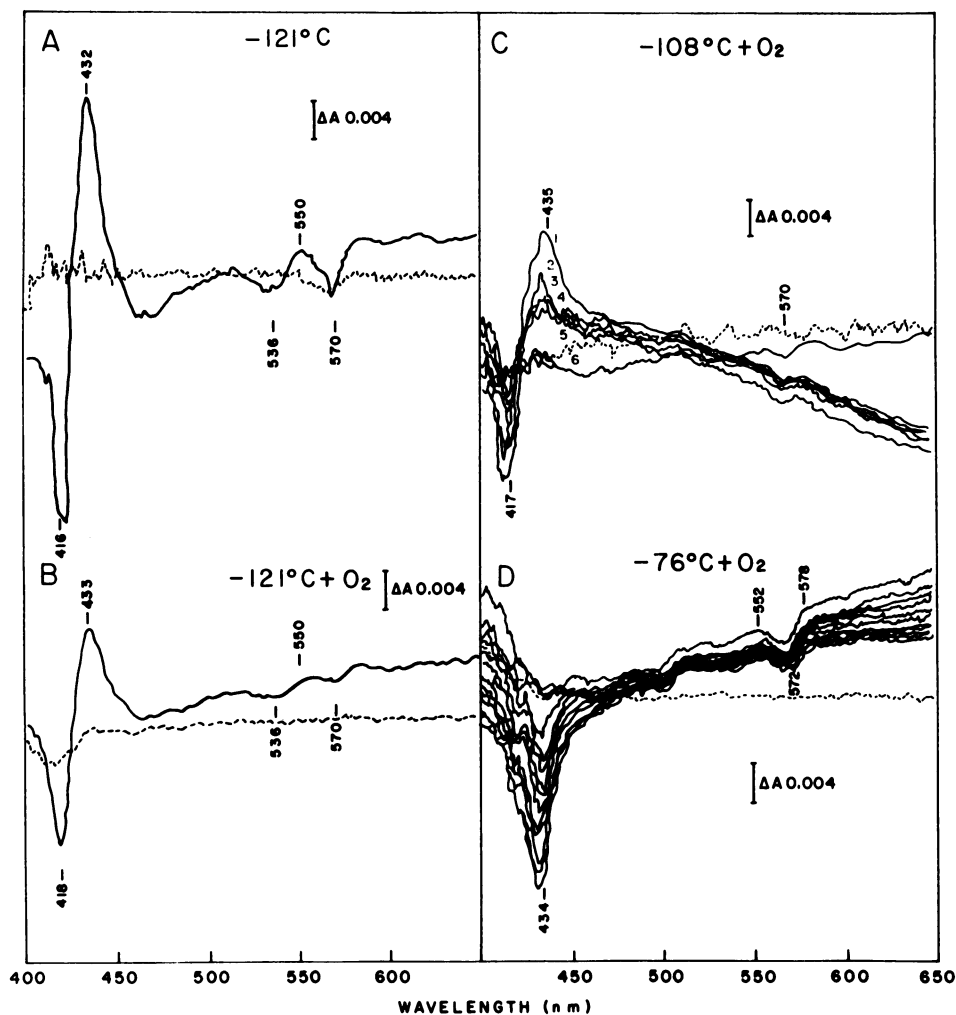 A
−121°C
−432
ΔA 0.004
−550
536−
570−
416−
B
−121°C + O2
−433
ΔA 0.004
−550
536−
570−
418−
C
−108°C + O2
−435
ΔA 0.004
1
2
3
4
5
6
−570
417−
D
−76°C + O2
−552
−578
572−
ΔA 0.004
434−
400 450 500 550 600 450 500 550 600 650
WAVELENGTH (nm)